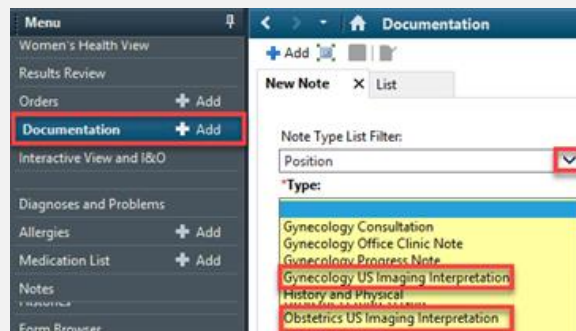 Menu
Women's Health View
Results Review
Orders Add
Documentation Add
Interactive View and I&O
Diagnoses and Problems
Allergies Add
Medication List Add
Notes
Form Browser
Documentation
Add
New Note X List
Note Type List Filter:
Position
*Type:
Gynecology Consultation
Gynecology Office Clinic Note
Gynecology Progress Note
Gynecology US Imaging Interpretation
History and Physical
Obstetrics US Imaging Interpretation